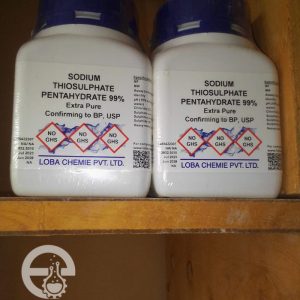 SODIUM
THIOSULPHATE
PENTAHYDRATE 99%
Extra Pure
Confirming to BP, USP
NO
GHS
NO
GHS
NO
GHS
LOBA CHEMIE PVT. LTD.
SODIUM
THIOSULPHATE
PENTAHYDRATE 99%
Extra Pure
Confirming to BP, USP
NO
GHS
NO
GHS
NO
GHS
LOBA CHEMIE PVT. LTD.